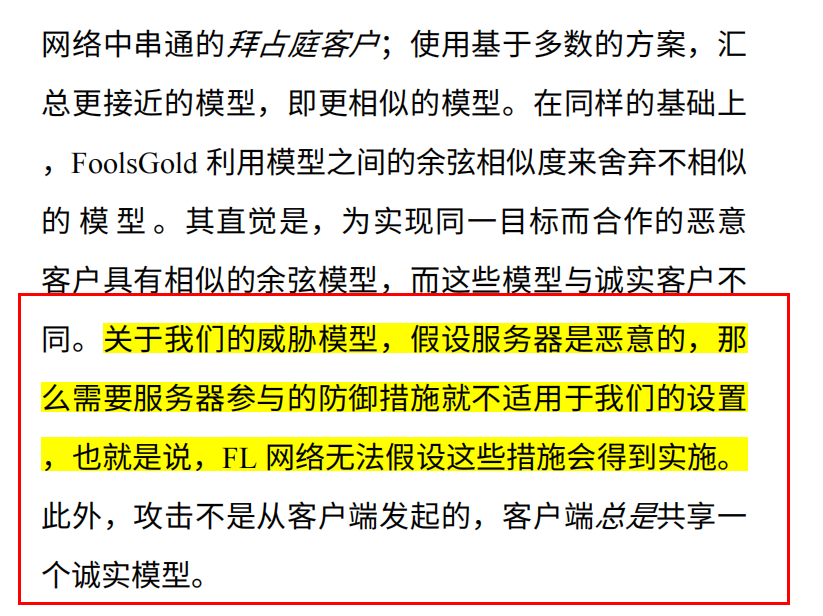 网络中串通的拜占庭客户；使用基于多数的方案，汇
总更接近的模型，即更相似的模型。在同样的基础上
，FoolsGold 利用模型之间的余弦相似度来舍弃不相似
的 模 型 。其直觉是，为实现同一目标而合作的恶意
客户具有相似的余弦模型，而这些模型与诚实客户不
同。关于我们的威胁模型，假设服务器是恶意的，那
么需要服务器参与的防御措施就不适用于我们的设置
，也就是说，FL 网络无法假设这些措施会得到实施。
此外，攻击不是从客户端发起的，客户端总是共享一
个诚实模型。